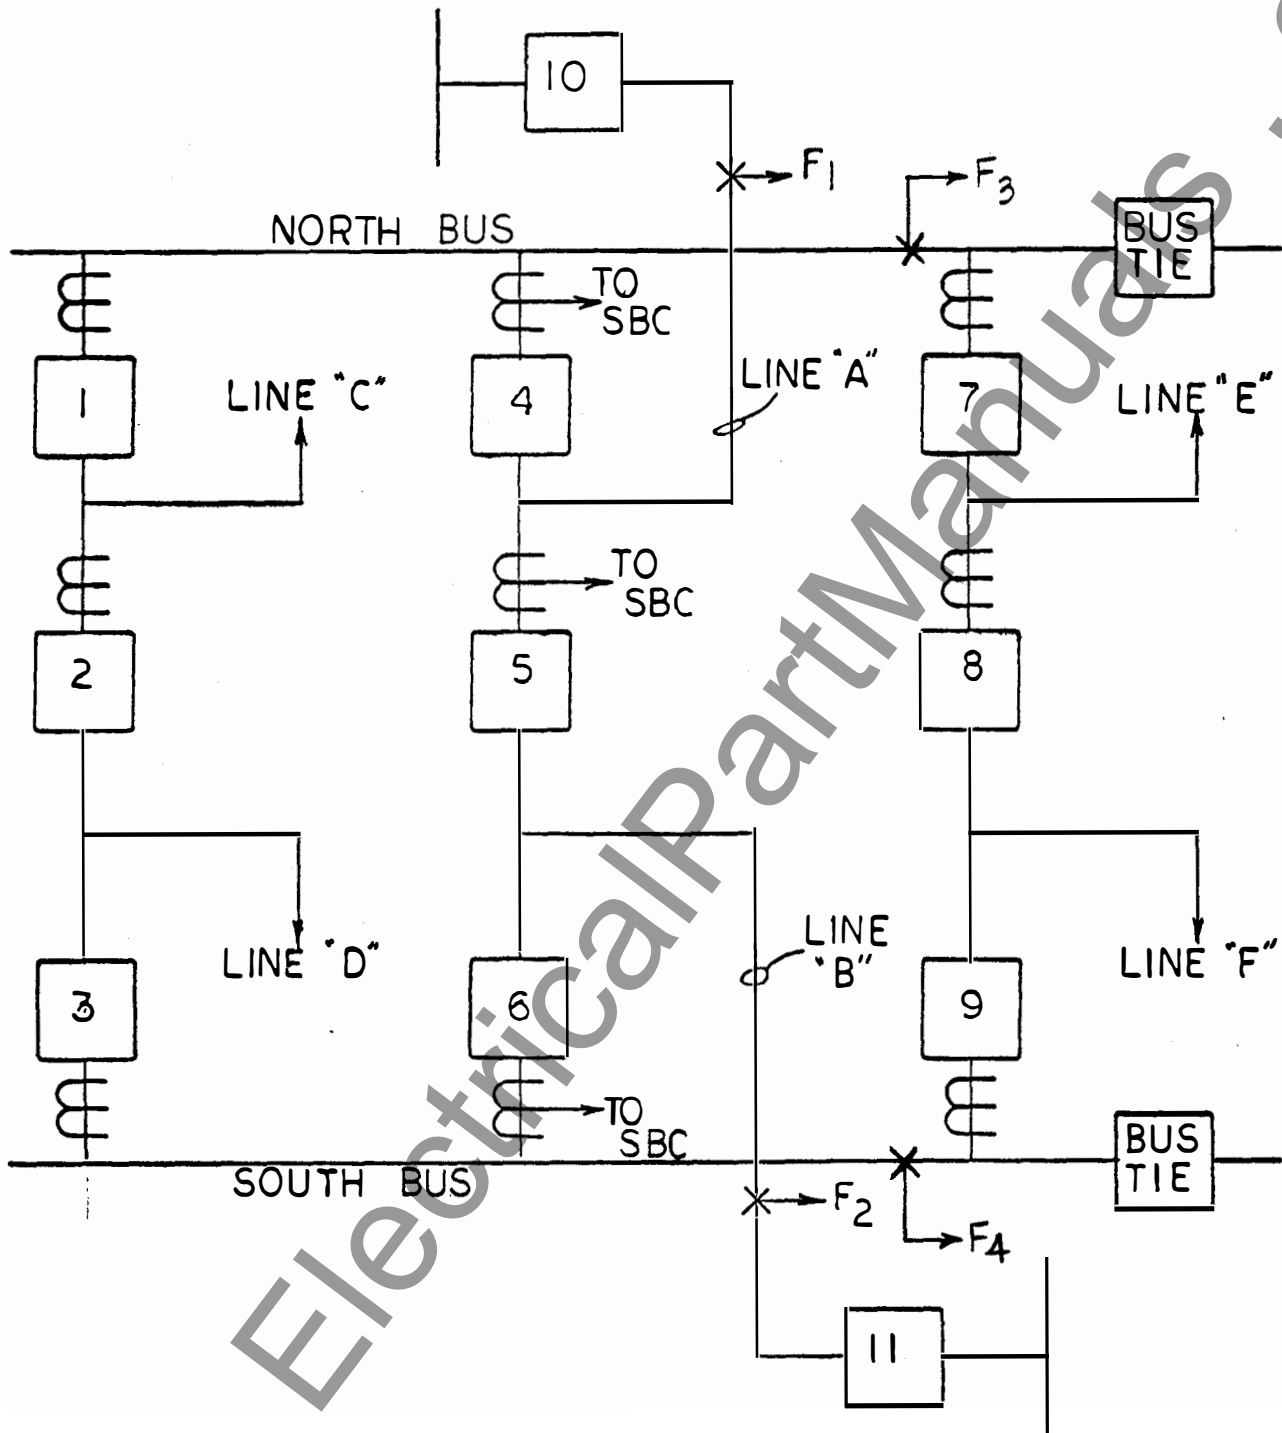 10
F1
F3
NORTH BUS
BUS
TIE
TO
SBC
1
LINE "C"
4
LINE "A"
7
LINE "E"
TO
SBC
2
5
8
LINE "D"
3
6
LINE
"B"
9
LINE "F"
TO
SBC
SOUTH BUS
BUS
TIE
F2
F4
11
ElectricalPartManuals